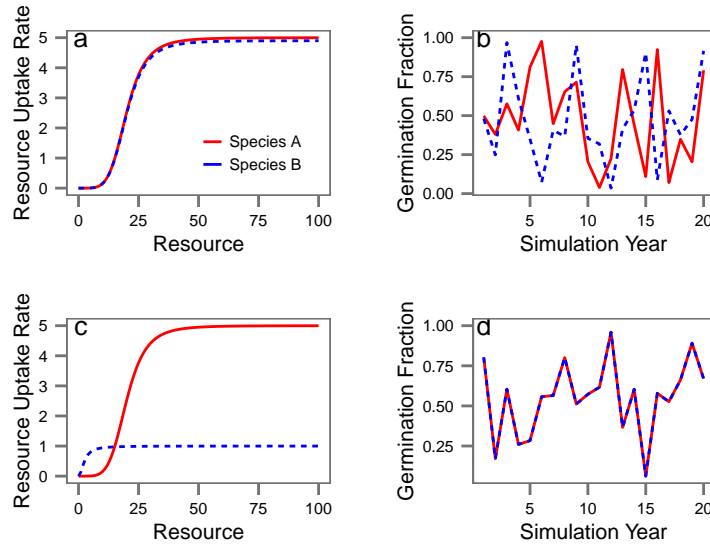 a
Resource Uptake Rate
5
4
3
2
1
0
Species A
Species B
0 25 50 75 100
Resource
b
Germination Fraction
1.00
0.75
0.50
0.25
0.00
5 10 15 20
Simulation Year
c
Resource Uptake Rate
5
4
3
2
1
0
0 25 50 75 100
Resource
d
Germination Fraction
1.00
0.75
0.50
0.25
5 10 15 20
Simulation Year